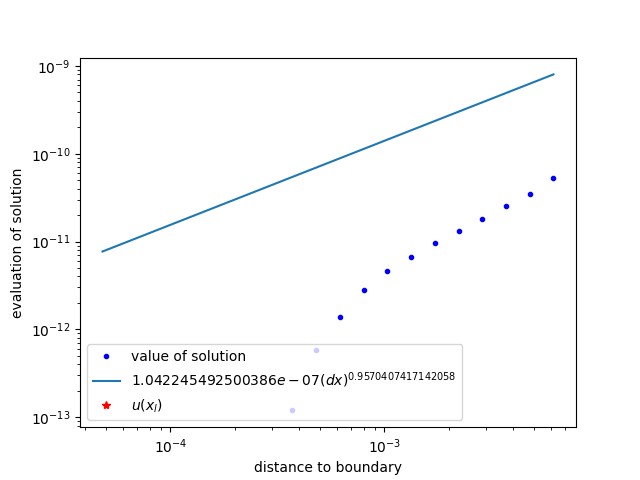 10⁻⁹
10⁻¹⁰
10⁻¹¹
10⁻¹²
10⁻¹³
evaluation of solution
value of solution
1.042245492500386e − 07(dx)^0.9570407417142058
u(x_l)
10⁻⁴
10⁻³
distance to boundary